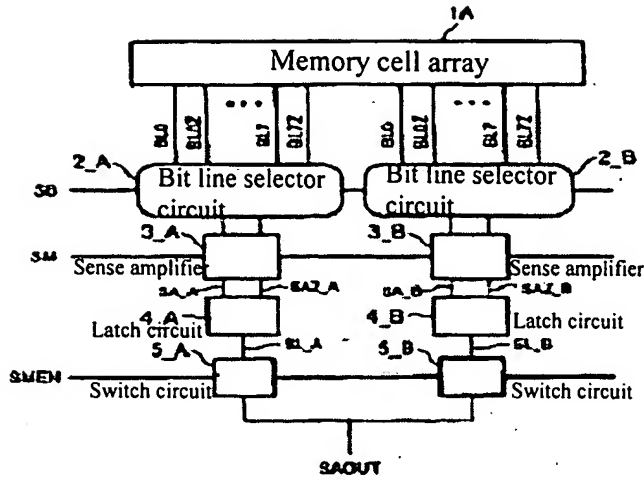 1A
Memory cell array
BL0 BL0Z ... BL7 BL7Z BL0 BL0Z ... BL7 BL7Z
2_A 2_B
SB Bit line selector circuit Bit line selector circuit
3_A 3_B
SM Sense amplifier Sense amplifier
SA_A SAZ_A SA_B SAZ_B
4_A 4_B
Latch circuit Latch circuit
5_A SL_A 5_B SL_B
SMEN Switch circuit Switch circuit
SAOUT